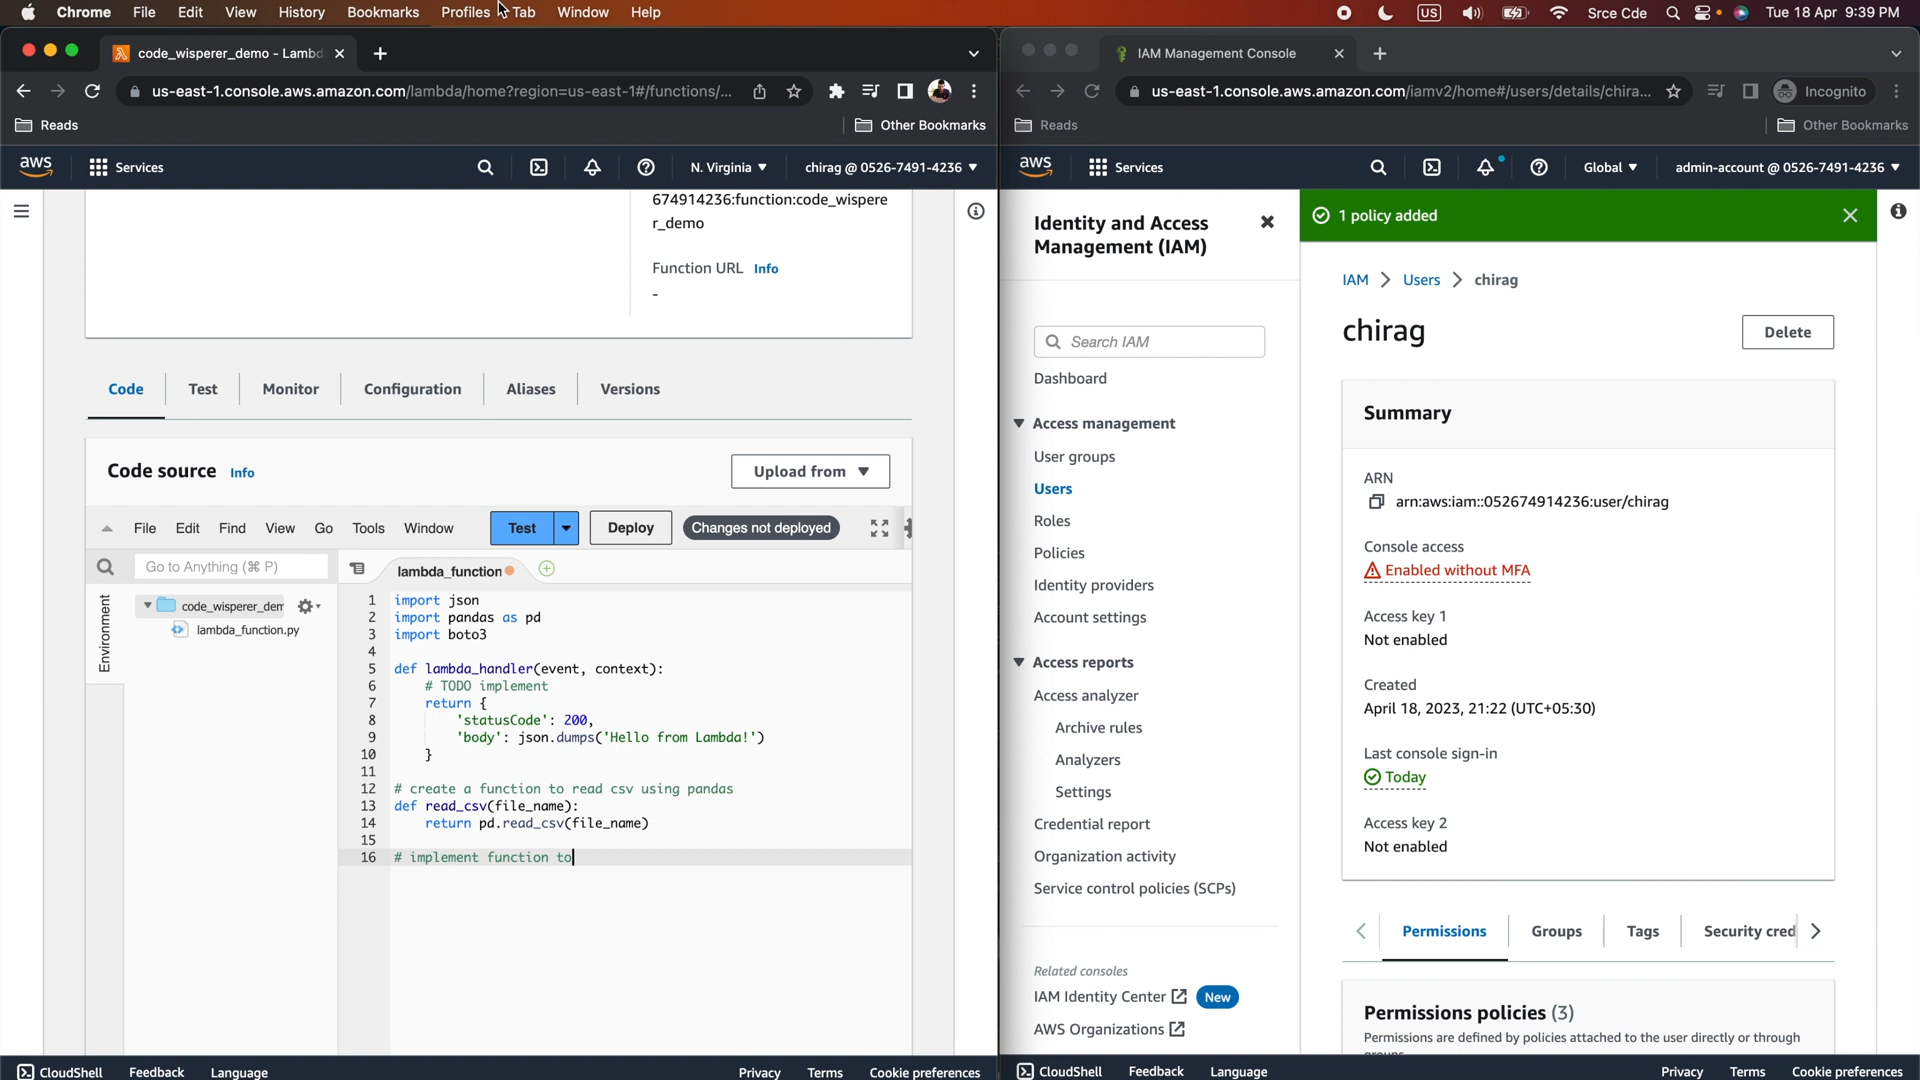 Chrome File Edit View History Bookmarks Profiles Tab Window Help
US Srce Cde Tue 18 Apr 9:39 PM
code_wisperer_demo - Lambd
us-east-1.console.aws.amazon.com/lambda/home?region=us-east-1#/functions/...
Reads Other Bookmarks
aws Services N. Virginia chirag @ 0526-7491-4236
674914236:function:code_wispere
r_demo
Function URL Info
-
Code Test Monitor Configuration Aliases Versions
Code source Info Upload from
File Edit Find View Go Tools Window Test Deploy Changes not deployed
Go to Anything (⌘ P) lambda_function
Environment
code_wisperer_dem
lambda_function.py
1 import json
2 import pandas as pd
3 import boto3
4
5 def lambda_handler(event, context):
6 # TODO implement
7 return {
8 'statusCode': 200,
9 'body': json.dumps('Hello from Lambda!')
10 }
11
12 # create a function to read csv using pandas
13 def read_csv(file_name):
14 return pd.read_csv(file_name)
15
16 # implement function to
CloudShell Feedback Language Privacy Terms Cookie preferences
IAM Management Console
us-east-1.console.aws.amazon.com/iamv2/home#/users/details/chira... Incognito
Reads Other Bookmarks
aws Services Global admin-account @ 0526-7491-4236
Identity and Access
Management (IAM)
Search IAM
Dashboard
Access management
User groups
Users
Roles
Policies
Identity providers
Account settings
Access reports
Access analyzer
Archive rules
Analyzers
Settings
Credential report
Organization activity
Service control policies (SCPs)
Related consoles
IAM Identity Center New
AWS Organizations
1 policy added
IAM > Users > chirag
chirag Delete
Summary
ARN
arn:aws:iam::052674914236:user/chirag
Console access
Enabled without MFA
Access key 1
Not enabled
Created
April 18, 2023, 21:22 (UTC+05:30)
Last console sign-in
Today
Access key 2
Not enabled
Permissions Groups Tags Security cred
Permissions policies (3)
Permissions are defined by policies attached to the user directly or through
CloudShell Feedback Language Privacy Terms Cookie preferences